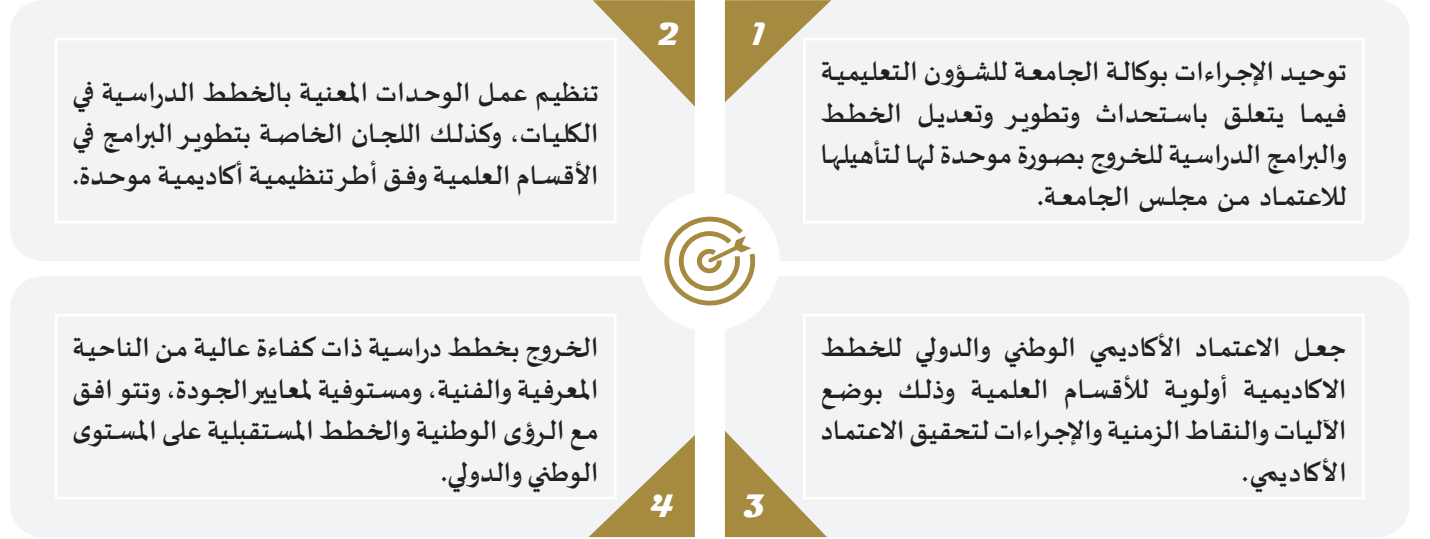 1
توحيد الإجراءات بوكالة الجامعة للشؤون التعليمية
فيما يتعلق باستحداث وتطوير وتعديل الخطط
والبرامج الدراسية للخروج بصورة موحدة لها لتأهيلها
للاعتماد من مجلس الجامعة.
2
تنظيم عمل الوحدات المعنية بالخطط الدراسية في
الكليات، وكذلك اللجان الخاصة بتطوير البرامج في
الأقسام العلمية وفق أطر تنظيمية أكاديمية موحدة.
3
جعل الاعتماد الأكاديمي الوطني والدولي للخطط
الاكاديمية أولوية للأقسام العلمية وذلك بوضع
الآليات والنقاط الزمنية والإجراءات لتحقيق الاعتماد
الأكاديمي.
4
الخروج بخطط دراسية ذات كفاءة عالية من الناحية
المعرفية والفنية، ومستوفية لمعايير الجودة، وتتوافق
مع الرؤى الوطنية والخطط المستقبلية على المستوى
الوطني والدولي.